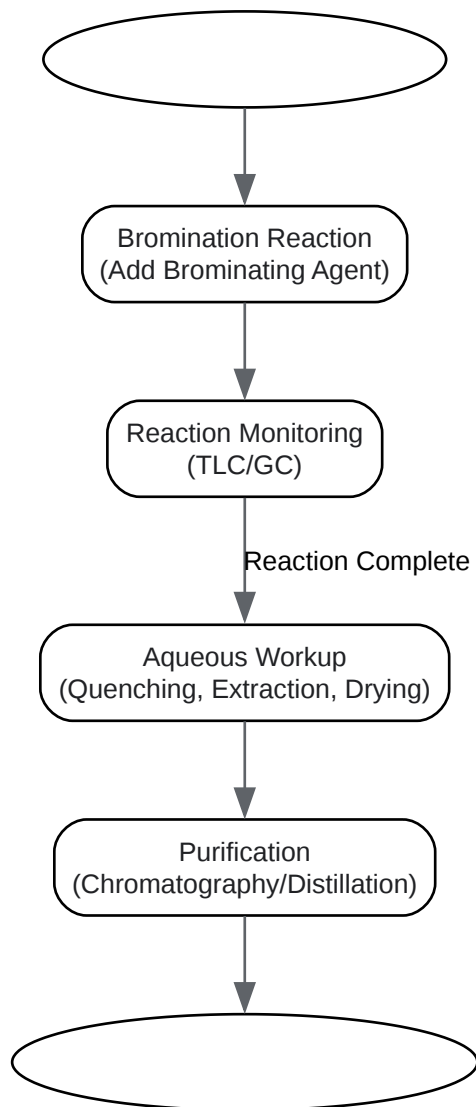 Bromination Reaction
(Add Brominating Agent)
Reaction Monitoring
(TLC/GC)
Reaction Complete
Aqueous Workup
(Quenching, Extraction, Drying)
Purification
(Chromatography/Distillation)